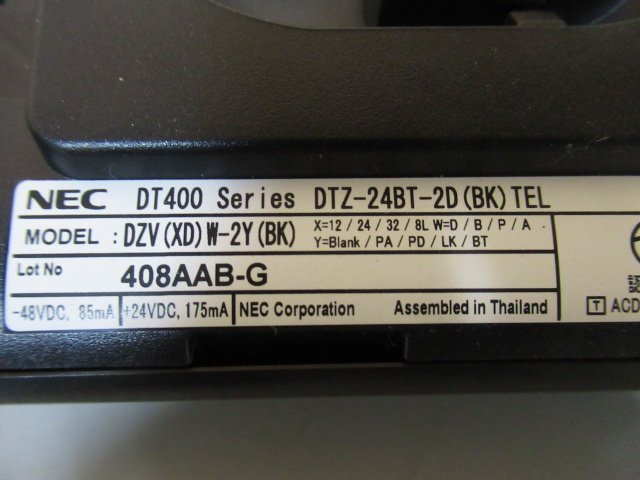 NEC DT400 Series DTZ-24BT-2D(BK)TEL
MODEL : DZV(XD)W-2Y(BK) X=12 / 24 / 32 / 8L W=D / B / P / A
Y=Blank / PA / PD / LK / BT
Lot No 408AAB-G
-48VDC, 85mA +24VDC, 175mA NEC Corporation Assembled in Thailand
T ACD